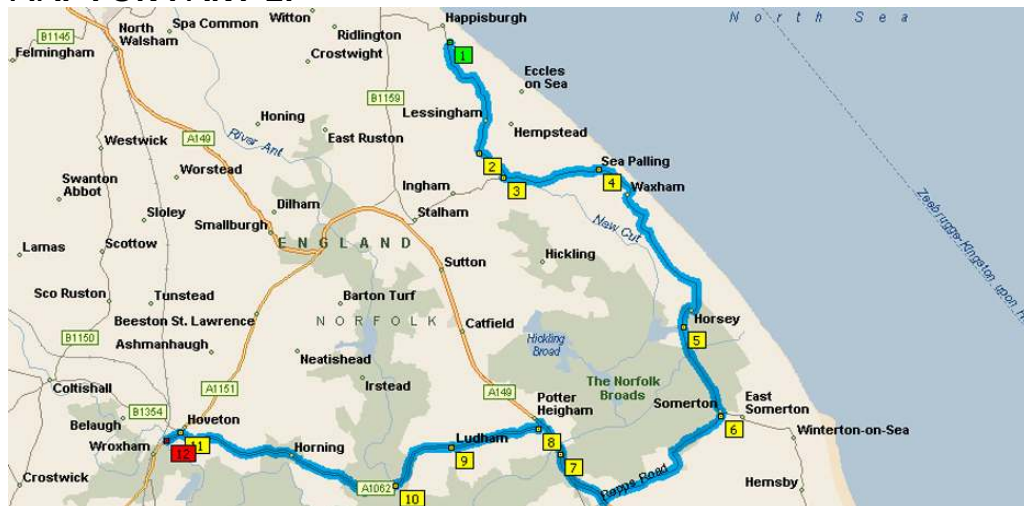 North Sea
Happisburgh
Witton
Spa Common
B1145
North
Walsham
Ridlington
Felmingham
Crostwight
1
Eccles
on Sea
B1159
Lessingham
Honing
Hempstead
East Ruston
River Ant
A149
Westwick
Worstead
2
Sea Palling
Swanton
Abbot
Ingham
3
4
Waxham
Dilham
Sloley
Stalham
Smallburgh
New Cut
Lamas
Scottow
ENGLAND
Hickling
Zeebrugge-Kingston upon H
Sutton
Sco Ruston
Tunstead
Barton Turf
Horsey
Beeston St. Lawrence
NORFOLK
Catfield
5
B1150
Ashmanhaugh
Hickling
Broad
Neatishead
Coltishall
Irstead
The Norfolk
Broads
A1151
A149
Potter
Heigham
B1354
Somerton
East
Somerton
Belaugh
Hoveton
6
Wroxham
11
Ludham
8
Winterton-on-Sea
12
Horning
9
7
Crostwick
Repps Road
Hemsby
A1062
10